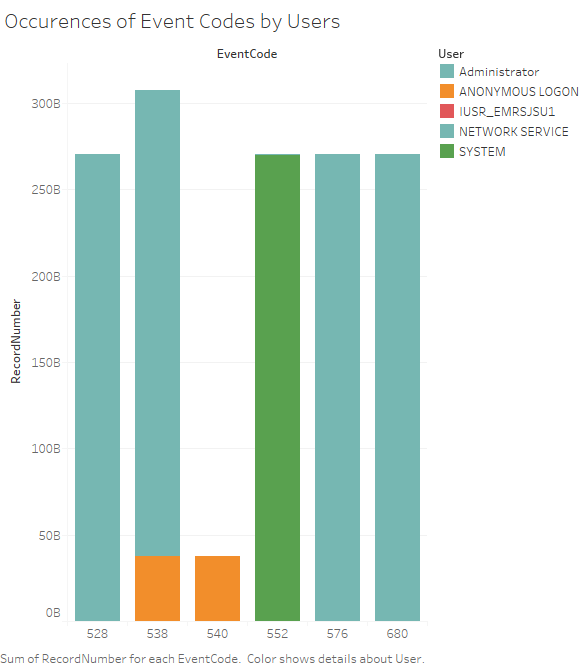 Occurences of Event Codes by Users
EventCode
User
Administrator
ANONYMOUS LOGON
IUSR_EMRSJSU1
NETWORK SERVICE
SYSTEM
RecordNumber
300B
250B
200B
150B
100B
50B
0B
528 538 540 552 576 680
Sum of RecordNumber for each EventCode. Color shows details about User.